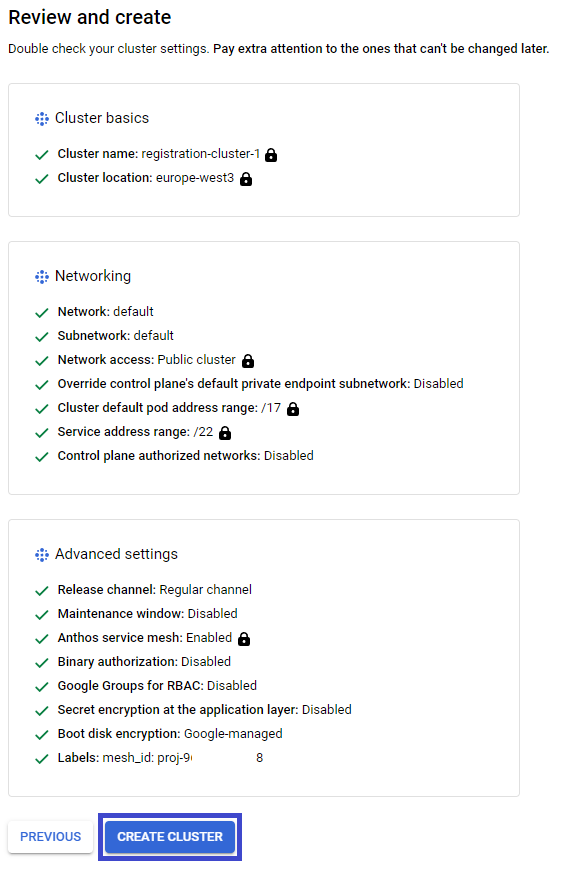 Review and create
Double check your cluster settings. Pay extra attention to the ones that can't be changed later.
Cluster basics
Cluster name: registration-cluster-1
Cluster location: europe-west3
Networking
Network: default
Subnetwork: default
Network access: Public cluster
Override control plane's default private endpoint subnetwork: Disabled
Cluster default pod address range: /17
Service address range: /22
Control plane authorized networks: Disabled
Advanced settings
Release channel: Regular channel
Maintenance window: Disabled
Anthos service mesh: Enabled
Binary authorization: Disabled
Google Groups for RBAC: Disabled
Secret encryption at the application layer: Disabled
Boot disk encryption: Google-managed
Labels: mesh_id: proj-9 8
PREVIOUS
CREATE CLUSTER